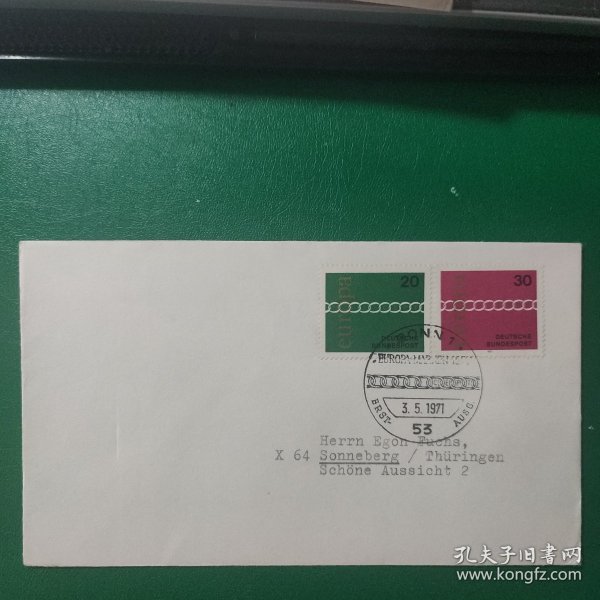 europa
20
DEUTSCHE
BUNDESPOST
30
DEUTSCHE
BUNDESPOST
BONN 1
EUROPA-MARKEN 1971
ERST-
AUSG.
3.5.1971
53
Herrn Egon Fuchs,
X 64 Sonneberg / Thüringen
Schöne Aussicht 2
孔夫子旧书网
www.kongfz.com